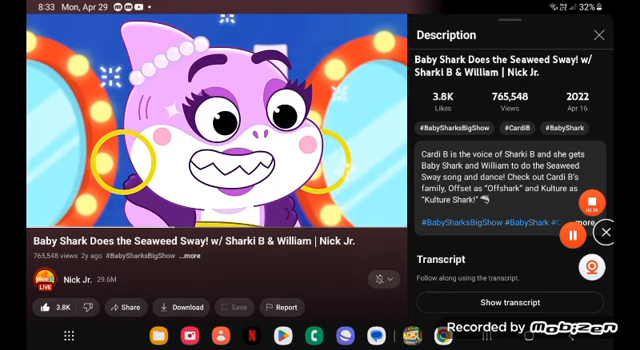 8:33 Mon, Apr 29
32%
Description
Baby Shark Does the Seaweed Sway! w/
Sharki B & William | Nick Jr.
3.8K 765,548 2022
Likes Views Apr 16
#BabySharksBigShow #CardiB #BabyShark
Cardi B is the voice of Sharki B and she gets
Baby Shark and William to do the Seaweed
Sway song and dance! Check out Cardi B's
family, Offset as "Offshark" and Kulture as
"Kulture Shark!"
#BabySharksBigShow #BabyShark #C
more
Baby Shark Does the Seaweed Sway! w/ Sharki B & William | Nick Jr.
765,548 views 2y ago #BabySharksBigShow ...more
Nick Jr. 29.6M
LIVE
3.8K Share Download Save Report
Transcript
Follow along using the transcript.
Show transcript
Recorded by Mobizen